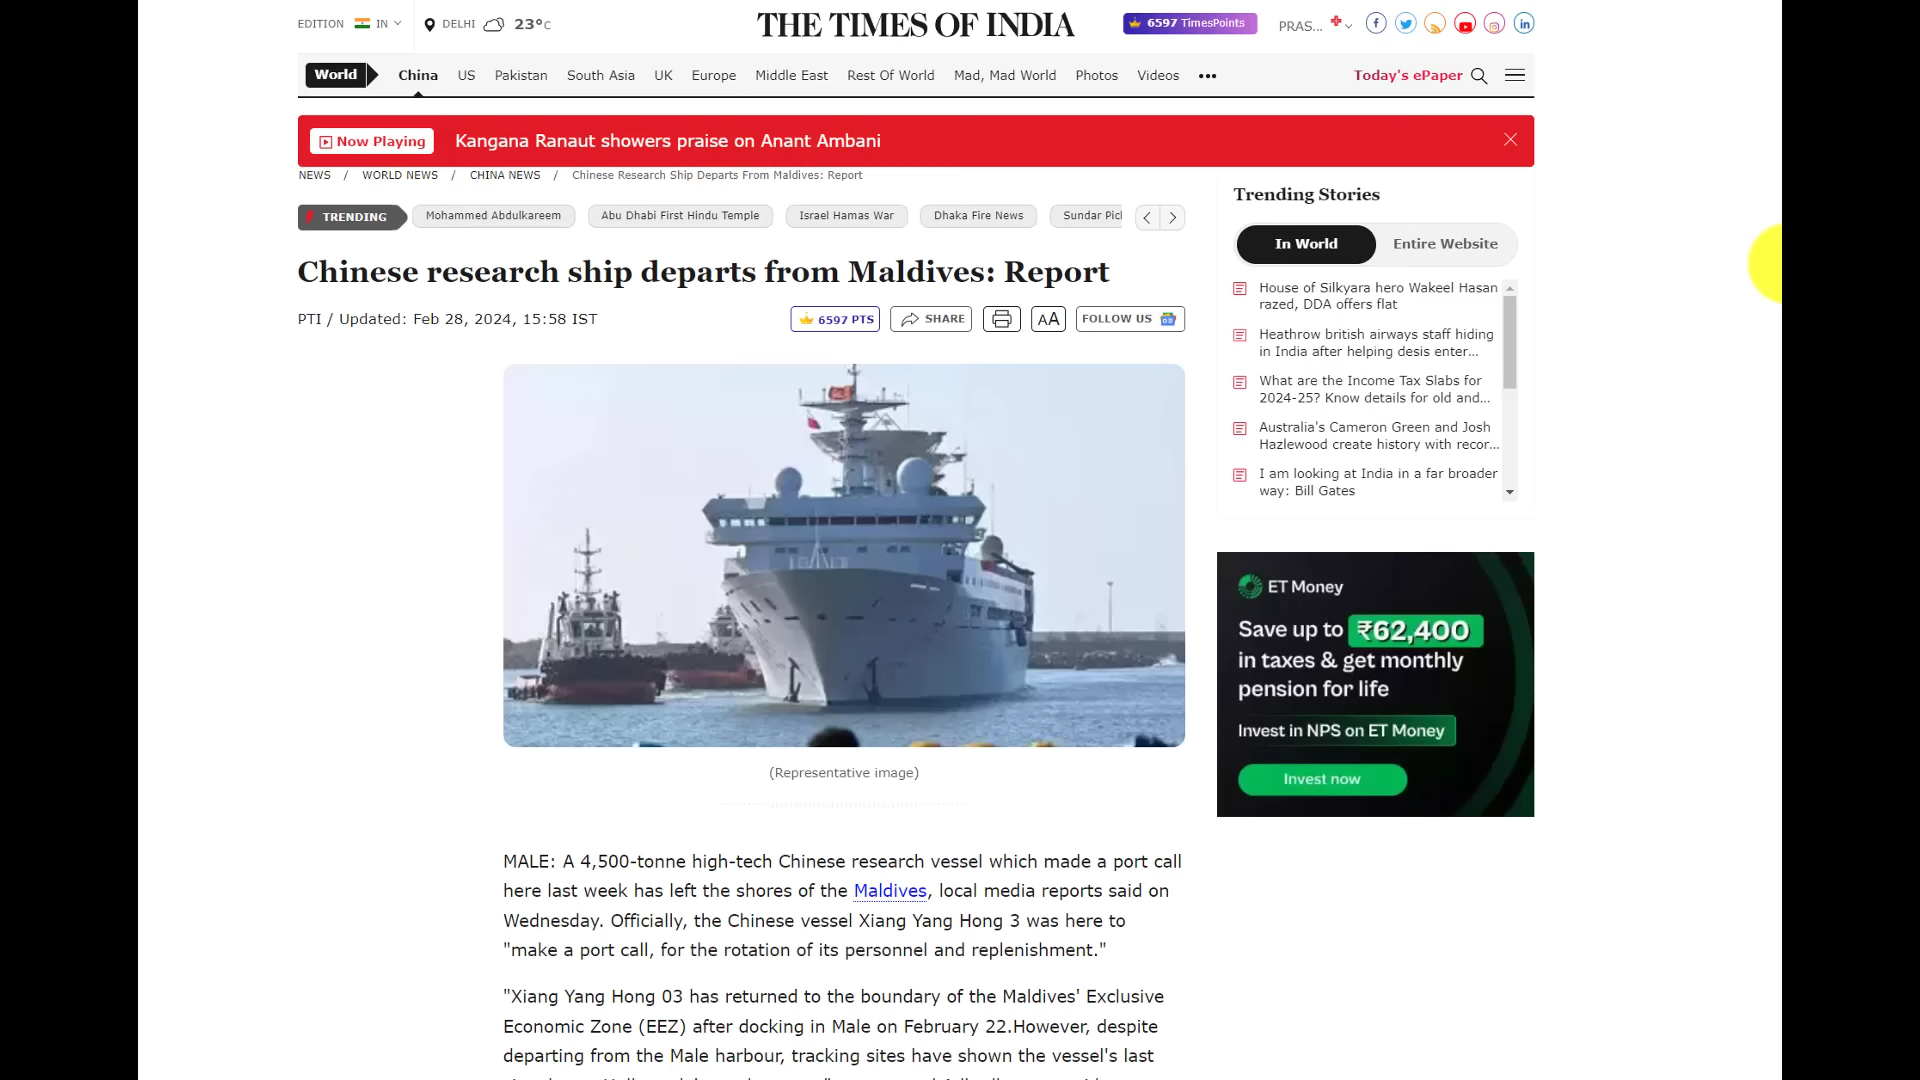 EDITION IN DELHI 23°C
THE TIMES OF INDIA
6597 TimesPoints
PRAS...
World China US Pakistan South Asia UK Europe Middle East Rest Of World Mad, Mad World Photos Videos
Today's ePaper
Now Playing Kangana Ranaut showers praise on Anant Ambani
NEWS / WORLD NEWS / CHINA NEWS / Chinese Research Ship Departs From Maldives: Report
TRENDING Mohammed Abdulkareem Abu Dhabi First Hindu Temple Israel Hamas War Dhaka Fire News Sundar Pic
Chinese research ship departs from Maldives: Report
PTI / Updated: Feb 28, 2024, 15:58 IST
6597 PTS SHARE AA FOLLOW US
(Representative image)
MALE: A 4,500-tonne high-tech Chinese research vessel which made a port call
here last week has left the shores of the Maldives, local media reports said on
Wednesday. Officially, the Chinese vessel Xiang Yang Hong 3 was here to
"make a port call, for the rotation of its personnel and replenishment."
"Xiang Yang Hong 03 has returned to the boundary of the Maldives' Exclusive
Economic Zone (EEZ) after docking in Male on February 22.However, despite
departing from the Male harbour, tracking sites have shown the vessel's last
Trending Stories
In World Entire Website
House of Silkyara hero Wakeel Hasan
razed, DDA offers flat
Heathrow british airways staff hiding
in India after helping desis enter...
What are the Income Tax Slabs for
2024-25? Know details for old and...
Australia's Cameron Green and Josh
Hazlewood create history with recor...
I am looking at India in a far broader
way: Bill Gates
ET Money
Save up to ₹62,400
in taxes & get monthly
pension for life
Invest in NPS on ET Money
Invest now